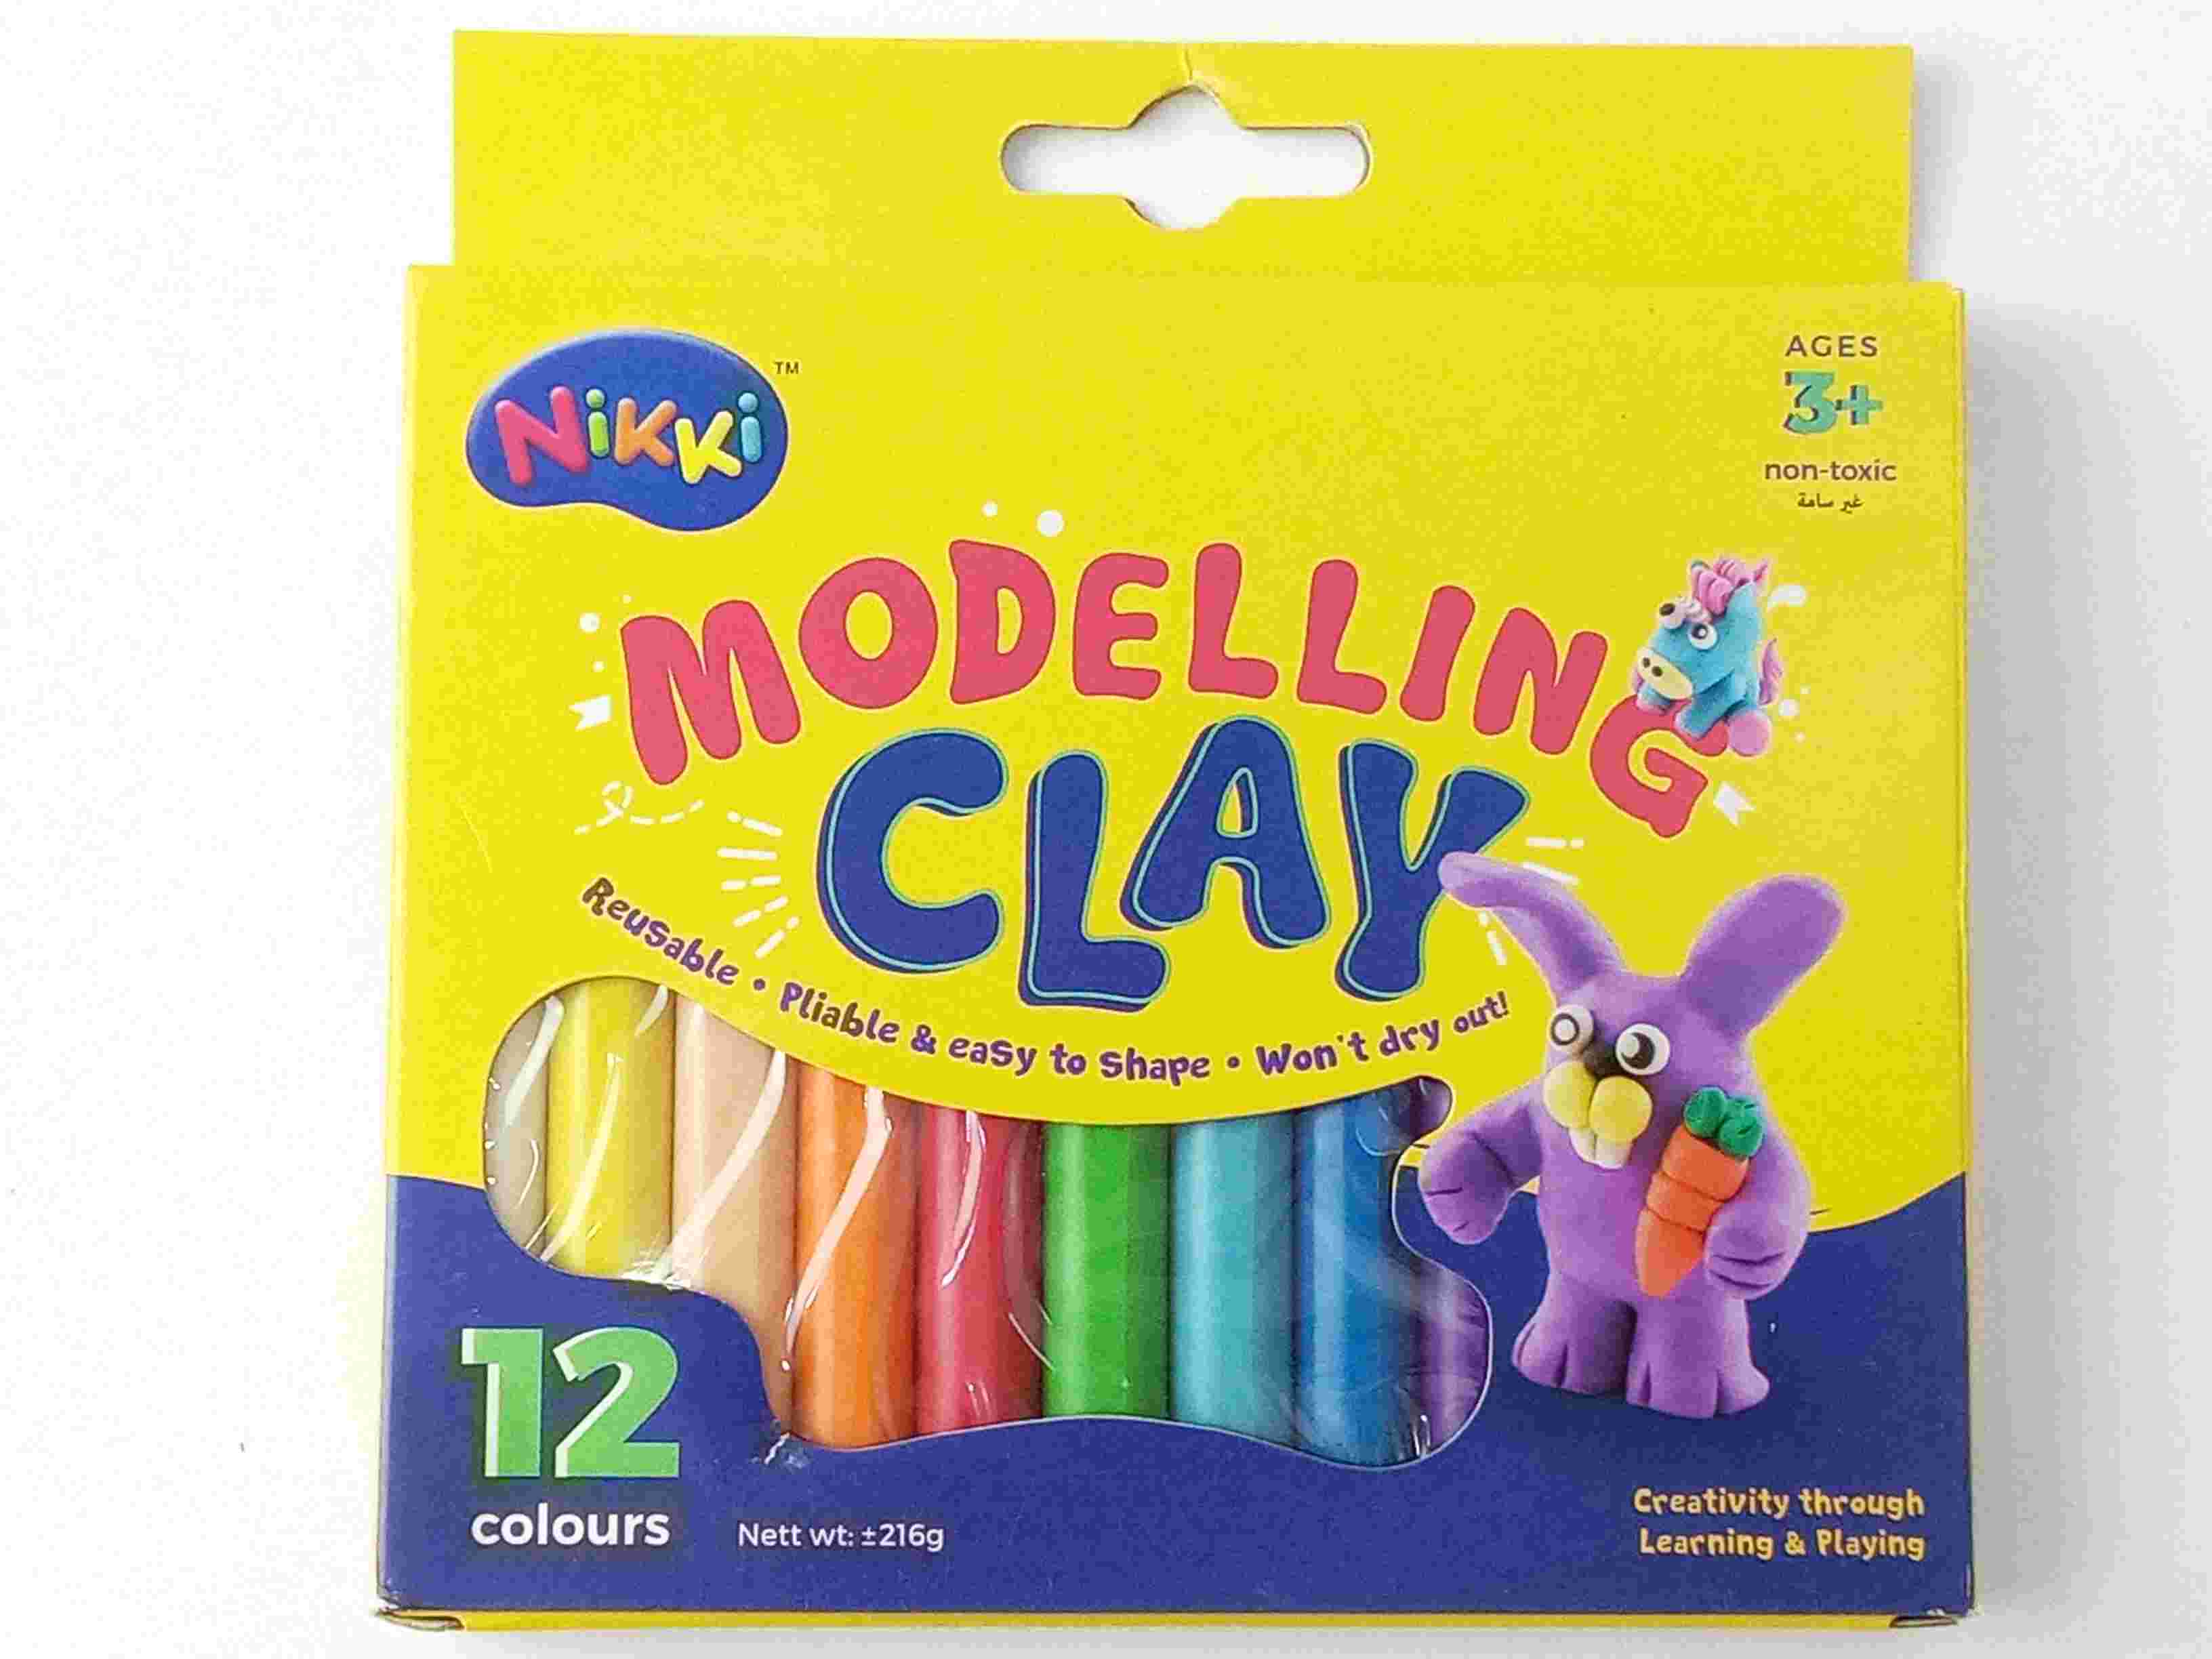 Nikki TM
AGES
3+
non-toxic
غير سامة
MODELLING
CLAY
Reusable • Pliable & easy to Shape • Won't dry out!
12
colours
Nett wt: ±216g
Creativity through
Learning & Playing